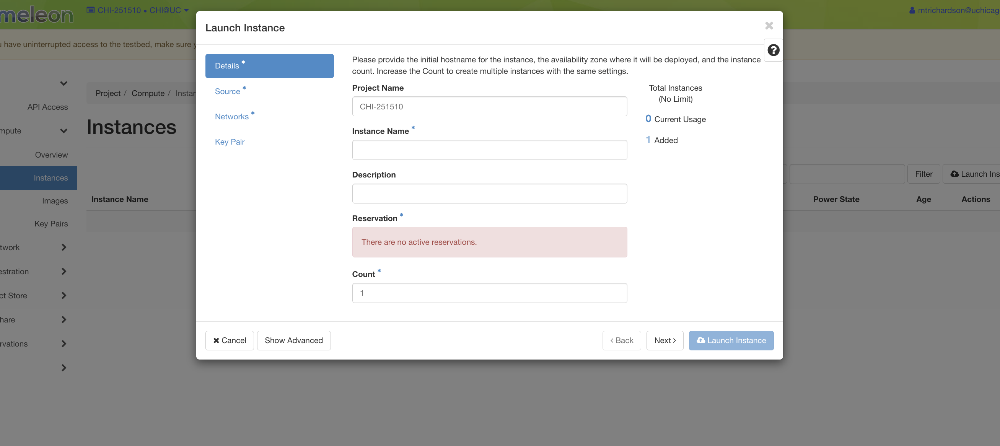 meleon
CHI-251510 • CHI@UC
mtrichardson@uchicag
have uninterrupted access to the testbed, make sure y
API Access
mpute
Overview
Instances
Images
Key Pairs
twork
estration
ct Store
hare
rvations
Project / Compute / Instan
Instances
Filter
Launch Ins
Instance Name
Power State
Age
Actions
Launch Instance
Details *
Source *
Networks *
Key Pair
Please provide the initial hostname for the instance, the availability zone where it will be deployed, and the instance
count. Increase the Count to create multiple instances with the same settings.
Project Name
CHI-251510
Instance Name *
Description
Reservation *
There are no active reservations.
Count *
1
Total Instances
(No Limit)
0 Current Usage
1 Added
Cancel
Show Advanced
< Back
Next >
Launch Instance